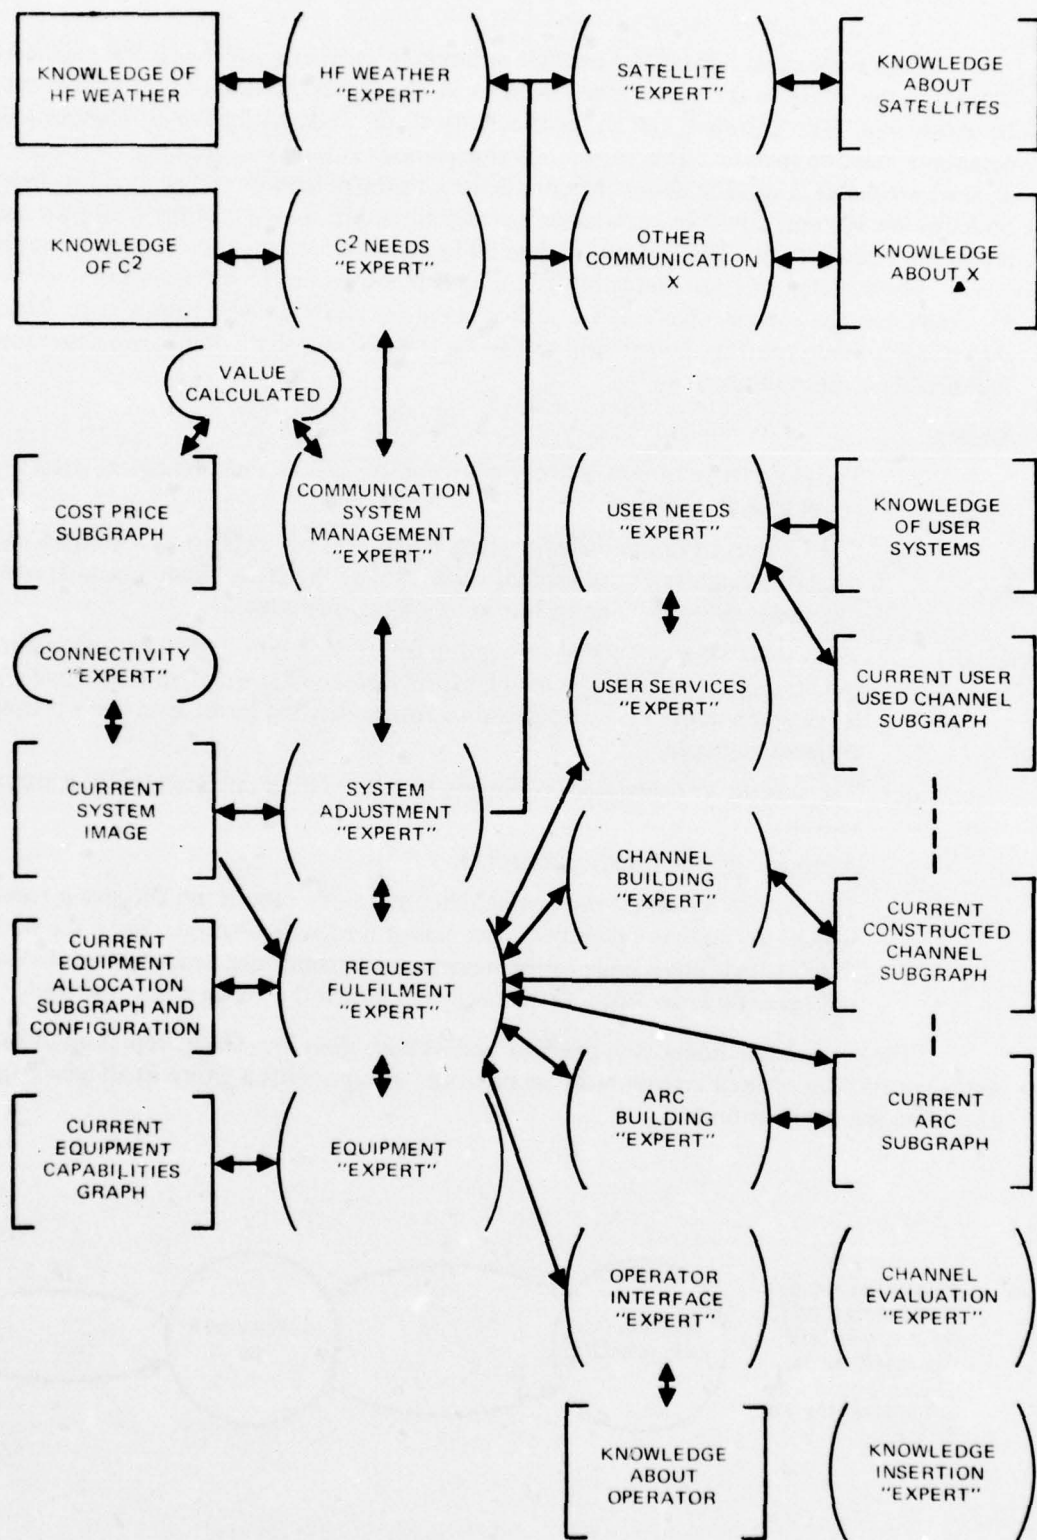 KNOWLEDGE OF
HF WEATHER
HF WEATHER
"EXPERT"
SATELLITE
"EXPERT"
KNOWLEDGE
ABOUT
SATELLITES
KNOWLEDGE
OF C²
C² NEEDS
"EXPERT"
OTHER
COMMUNICATION
X
KNOWLEDGE
ABOUT X
VALUE
CALCULATED
COST PRICE
SUBGRAPH
COMMUNICATION
SYSTEM
MANAGEMENT
"EXPERT"
USER NEEDS
"EXPERT"
KNOWLEDGE
OF USER
SYSTEMS
CONNECTIVITY
"EXPERT"
USER SERVICES
"EXPERT"
CURRENT USER
USED CHANNEL
SUBGRAPH
CURRENT
SYSTEM
IMAGE
SYSTEM
ADJUSTMENT
"EXPERT"
CHANNEL
BUILDING
"EXPERT"
CURRENT
CONSTRUCTED
CHANNEL
SUBGRAPH
CURRENT
EQUIPMENT
ALLOCATION
SUBGRAPH AND
CONFIGURATION
REQUEST
FULFILMENT
"EXPERT"
ARC
BUILDING
"EXPERT"
CURRENT
ARC
SUBGRAPH
CURRENT
EQUIPMENT
CAPABILITIES
GRAPH
EQUIPMENT
"EXPERT"
OPERATOR
INTERFACE
"EXPERT"
CHANNEL
EVALUATION
"EXPERT"
KNOWLEDGE
ABOUT
OPERATOR
KNOWLEDGE
INSERTION
"EXPERT"